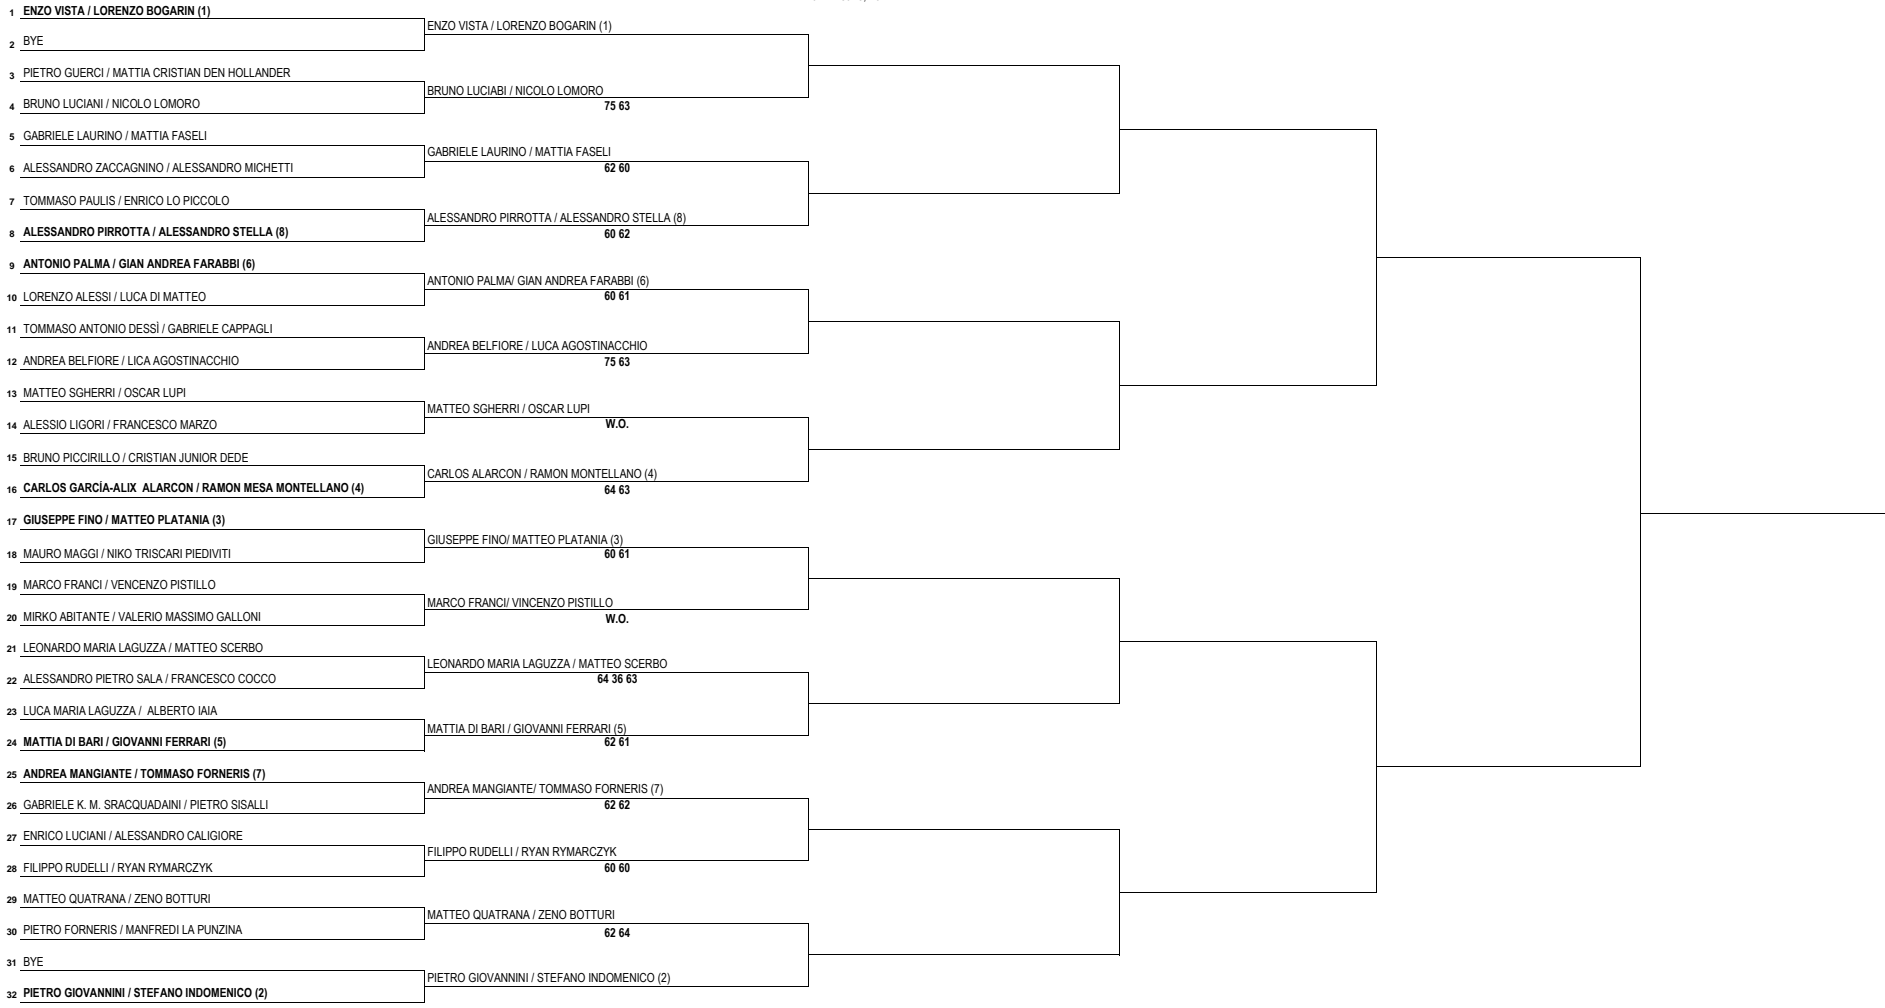 1 ENZO VISTA / LORENZO BOGARIN (1)
ENZO VISTA / LORENZO BOGARIN (1)
2 BYE
3 PIETRO GUERCI / MATTIA CRISTIAN DEN HOLLANDER
BRUNO LUCIABI / NICOLO LOMORO
75 63
4 BRUNO LUCIANI / NICOLO LOMORO
5 GABRIELE LAURINO / MATTIA FASELI
GABRIELE LAURINO / MATTIA FASELI
62 60
6 ALESSANDRO ZACCAGNINO / ALESSANDRO MICHETTI
7 TOMMASO PAULIS / ENRICO LO PICCOLO
ALESSANDRO PIRROTTA / ALESSANDRO STELLA (8)
60 62
8 ALESSANDRO PIRROTTA / ALESSANDRO STELLA (8)
9 ANTONIO PALMA / GIAN ANDREA FARABBI (6)
ANTONIO PALMA/ GIAN ANDREA FARABBI (6)
60 61
10 LORENZO ALESSI / LUCA DI MATTEO
11 TOMMASO ANTONIO DESSÌ / GABRIELE CAPPAGLI
ANDREA BELFIORE / LUCA AGOSTINACCHIO
75 63
12 ANDREA BELFIORE / LICA AGOSTINACCHIO
13 MATTEO SGHERRI / OSCAR LUPI
MATTEO SGHERRI / OSCAR LUPI
W.O.
14 ALESSIO LIGORI / FRANCESCO MARZO
15 BRUNO PICCIRILLO / CRISTIAN JUNIOR DEDE
CARLOS ALARCON / RAMON MONTELLANO (4)
64 63
16 CARLOS GARCÍA-ALIX ALARCON / RAMON MESA MONTELLANO (4)
17 GIUSEPPE FINO / MATTEO PLATANIA (3)
GIUSEPPE FINO/ MATTEO PLATANIA (3)
60 61
18 MAURO MAGGI / NIKO TRISCARI PIEDIVITI
19 MARCO FRANCI / VENCENZO PISTILLO
MARCO FRANCI/ VINCENZO PISTILLO
W.O.
20 MIRKO ABITANTE / VALERIO MASSIMO GALLONI
21 LEONARDO MARIA LAGUZZA / MATTEO SCERBO
LEONARDO MARIA LAGUZZA / MATTEO SCERBO
64 36 63
22 ALESSANDRO PIETRO SALA / FRANCESCO COCCO
23 LUCA MARIA LAGUZZA / ALBERTO IAIA
MATTIA DI BARI / GIOVANNI FERRARI (5)
62 61
24 MATTIA DI BARI / GIOVANNI FERRARI (5)
25 ANDREA MANGIANTE / TOMMASO FORNERIS (7)
ANDREA MANGIANTE/ TOMMASO FORNERIS (7)
62 62
26 GABRIELE K. M. SRACQUADAINI / PIETRO SISALLI
27 ENRICO LUCIANI / ALESSANDRO CALIGIORE
FILIPPO RUDELLI / RYAN RYMARCZYK
60 60
28 FILIPPO RUDELLI / RYAN RYMARCZYK
29 MATTEO QUATRANA / ZENO BOTTURI
MATTEO QUATRANA / ZENO BOTTURI
62 64
30 PIETRO FORNERIS / MANFREDI LA PUNZINA
31 BYE
PIETRO GIOVANNINI / STEFANO INDOMENICO (2)
32 PIETRO GIOVANNINI / STEFANO INDOMENICO (2)